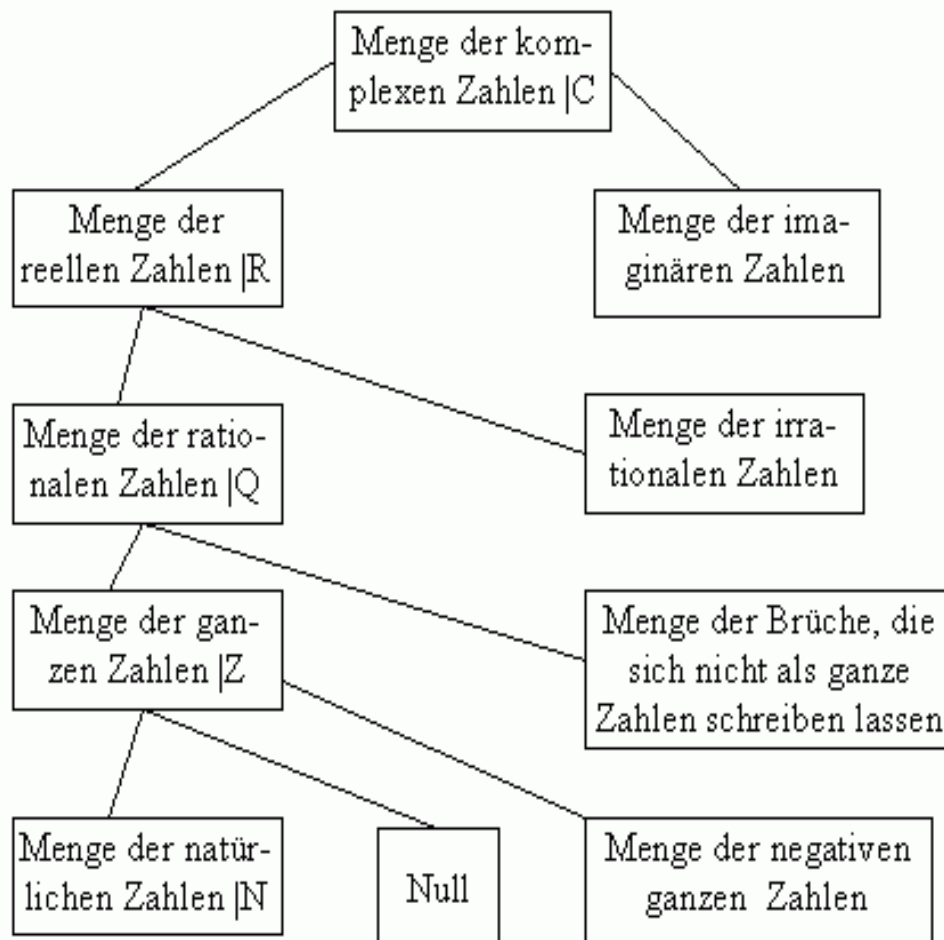 Menge der kom-
plexen Zahlen |C
Menge der
reellen Zahlen |R
Menge der ima-
ginären Zahlen
Menge der ratio-
nalen Zahlen |Q
Menge der irra-
tionalen Zahlen
Menge der gan-
zen Zahlen |Z
Menge der Brüche, die
sich nicht als ganze
Zahlen schreiben lassen
Menge der natür-
lichen Zahlen |N
Null
Menge der negativen
ganzen Zahlen